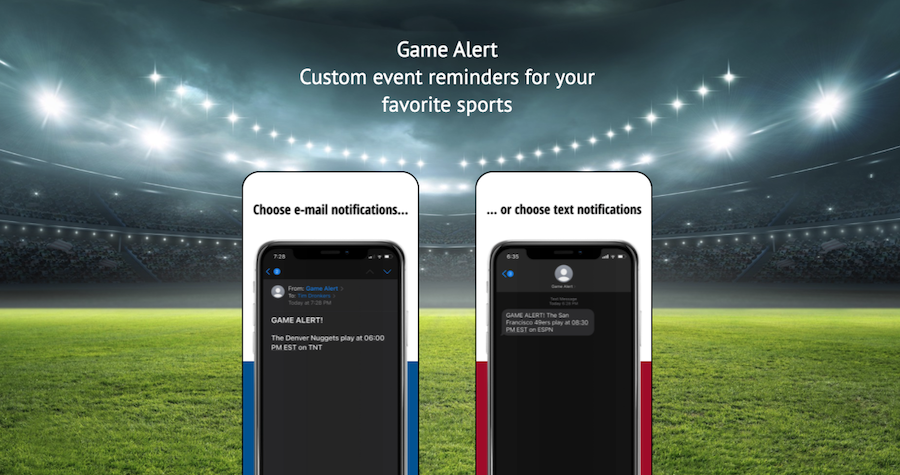 Game Alert
Custom event reminders for your
favorite sports
Choose e-mail notifications...
7:28
From: Game Alert >
To: Tim Donkers >
Today at 7:28 PM
GAME ALERT!
The Denver Nuggets play at 06:00
PM EST on TNT
... or choose text notifications
6:35
Game Alert
Text Message
GAME ALERT! The San
Francisco 49ers play at 08:30
PM EST on ESPN